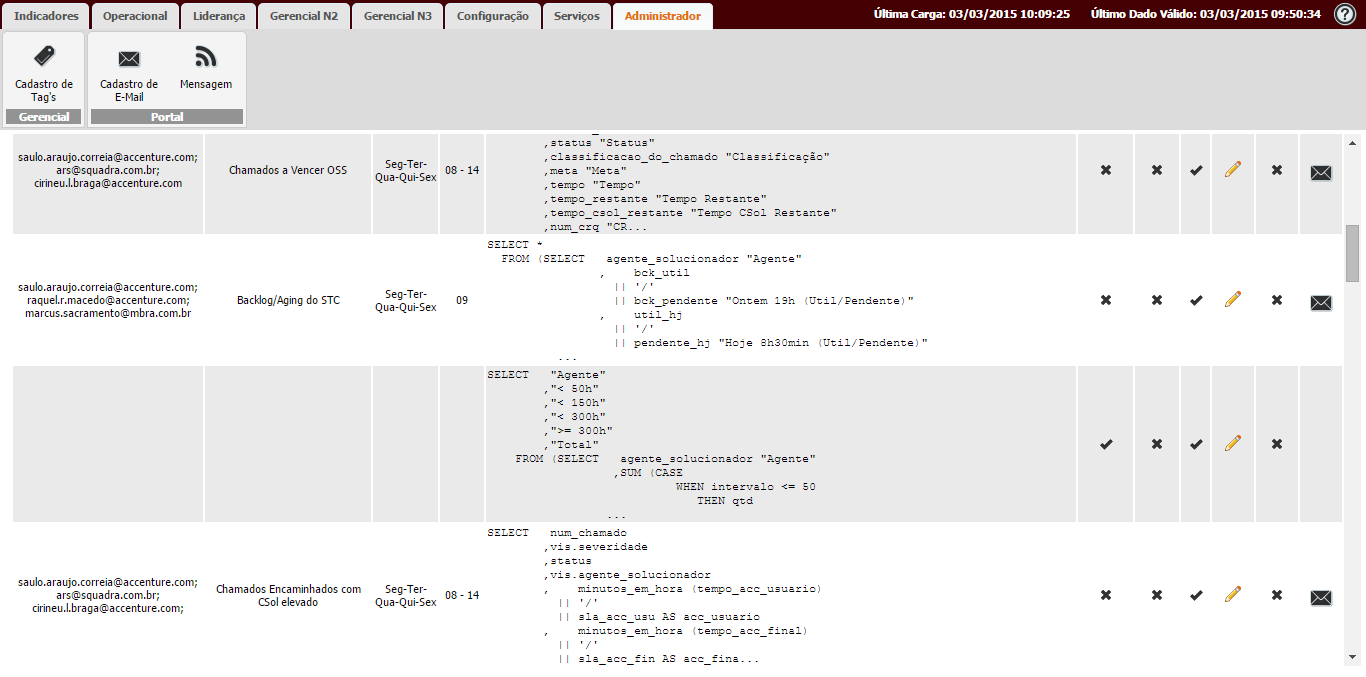 Indicadores Operacional Liderança Gerencial N2 Gerencial N3 Configuração Serviços Administrador Última Carga: 03/03/2015 10:09:25 Último Dado Válido: 03/03/2015 09:50:34 ?
Cadastro de Tag's
Cadastro de E-Mail
Mensagem
Gerencial
Portal
saulo.araujo.correia@accenture.com;
ars@squadra.com.br;
cirineu.l.braga@accenture.com
Chamados a Vencer OSS
Seg-Ter-
Qua-Qui-Sex
08 - 14
,status "Status"
,classificacao_do_chamado "Classificação"
,meta "Meta"
,tempo "Tempo"
,tempo_restante "Tempo Restante"
,tempo_csol_restante "Tempo CSol Restante"
,num_crq "CR...
saulo.araujo.correia@accenture.com;
raquel.r.macedo@accenture.com;
marcus.sacramento@mbra.com.br
Backlog/Aging do STC
Seg-Ter-
Qua-Qui-Sex
09
SELECT *
FROM (SELECT agente_solucionador "Agente"
, bck_util
|| '/'
|| bck_pendente "Ontem 19h (Util/Pendente)"
, util_hj
|| '/'
|| pendente_hj "Hoje 8h30min (Util/Pendente)"
...
SELECT "Agente"
,"< 50h"
,"< 150h"
,"< 300h"
,">= 300h"
,"Total"
FROM (SELECT agente_solucionador "Agente"
,SUM (CASE
WHEN intervalo <= 50
THEN qtd
...
saulo.araujo.correia@accenture.com;
ars@squadra.com.br;
cirineu.l.braga@accenture.com;
Chamados Encaminhados com
CSol elevado
Seg-Ter-
Qua-Qui-Sex
08 - 14
SELECT num_chamado
,vis.severidade
,status
,vis.agente_solucionador
, minutos_em_hora (tempo_acc_usuario)
|| '/'
|| sla_acc_usu AS acc_usuario
, minutos_em_hora (tempo_acc_final)
|| '/'
|| sla_acc_fin AS acc_fina...